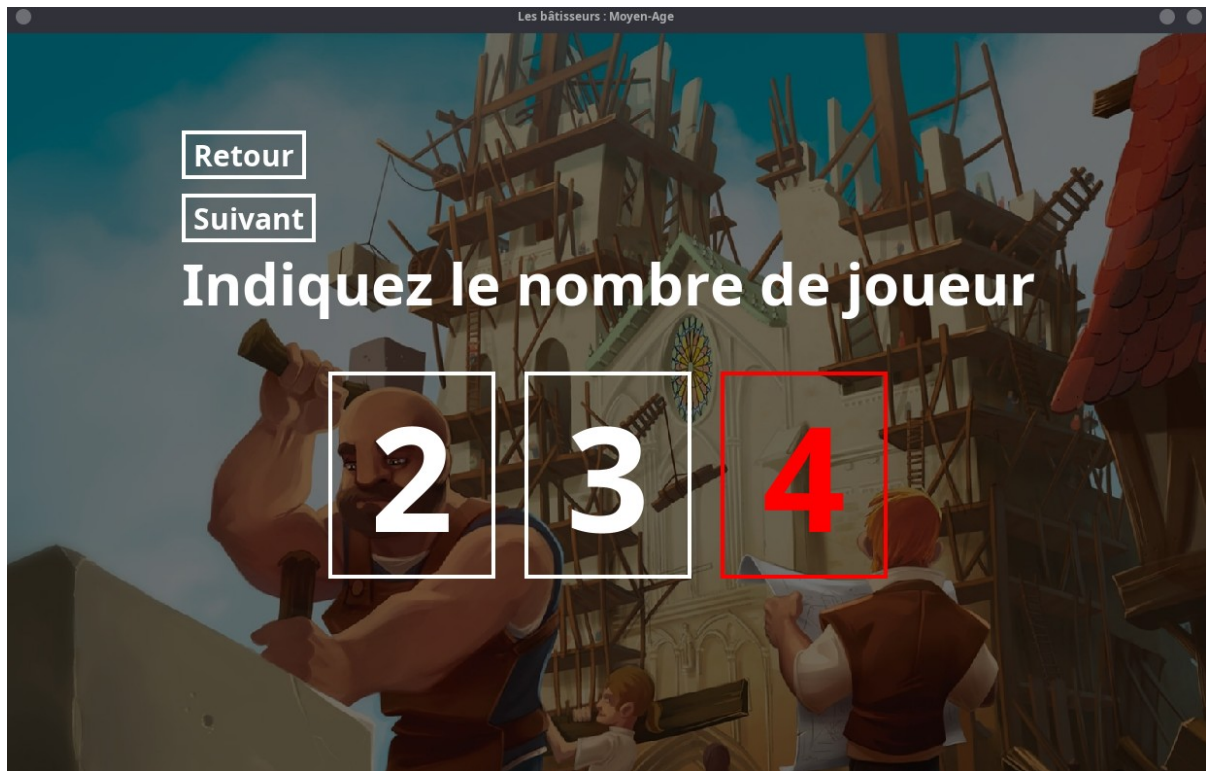 Les bâtisseurs : Moyen-Age
Retour
Suivant
Indiquez le nombre de joueur
2 3 4